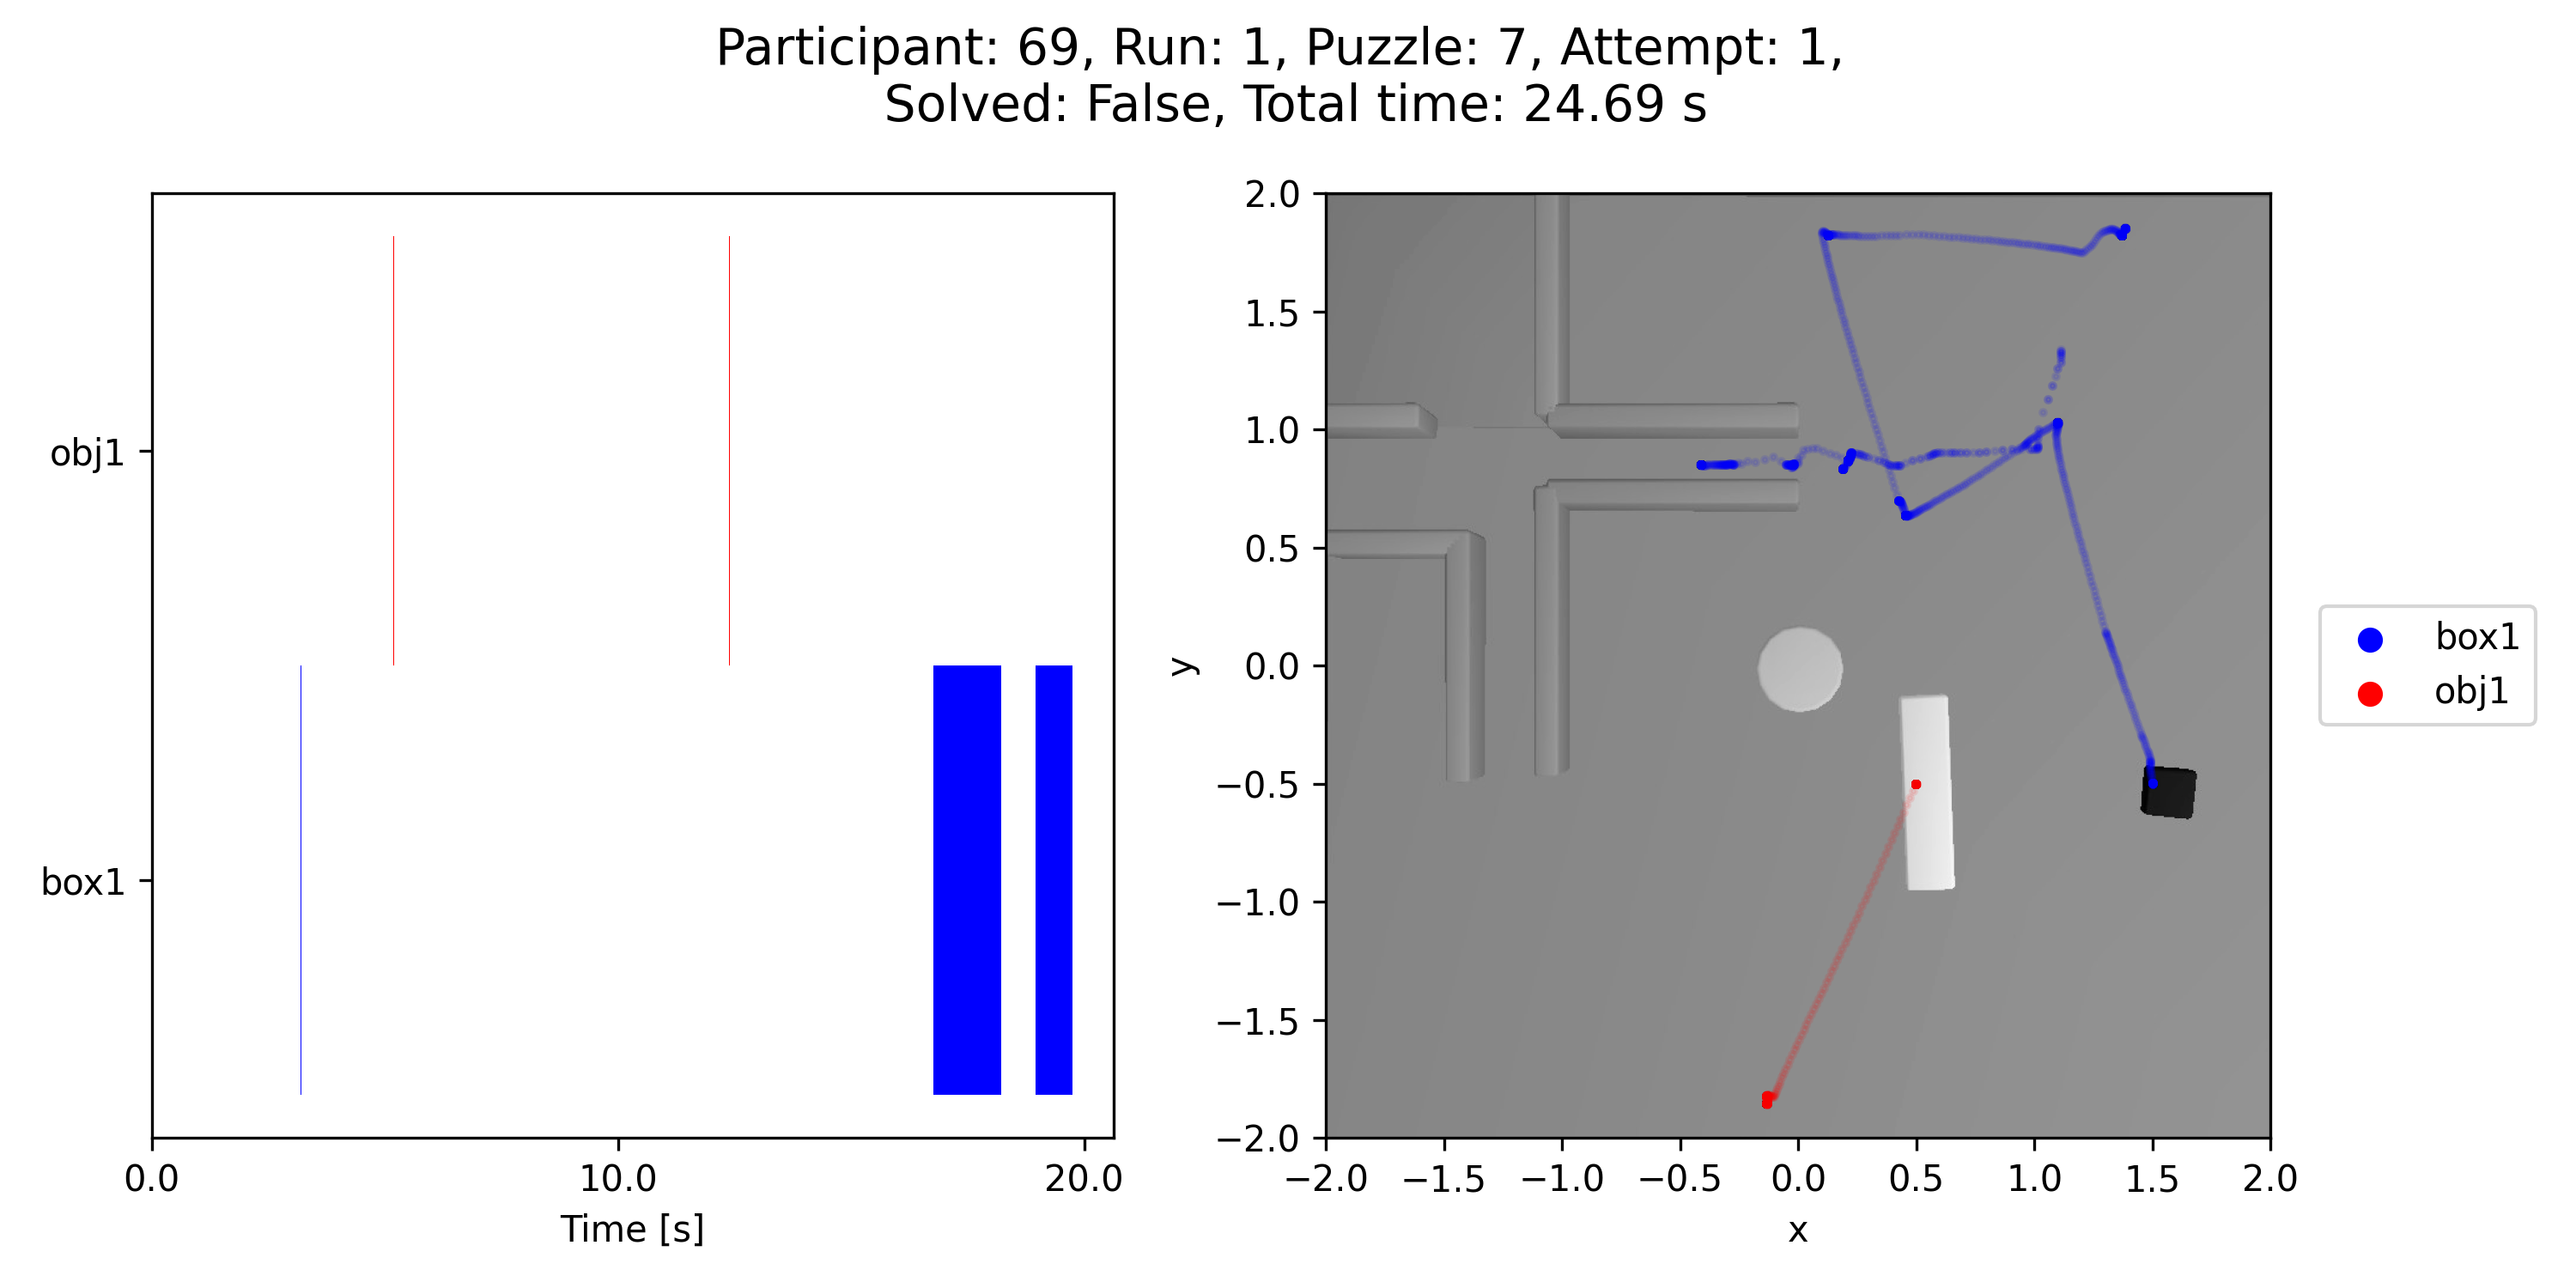 Participant: 69, Run: 1, Puzzle: 7, Attempt: 1,
Solved: False, Total time: 24.69 s
obj1
box1
0.0
10.0
20.0
Time [s]
y
2.0
1.5
1.0
0.5
0.0
−0.5
−1.0
−1.5
−2.0
−2.0
−1.5
−1.0
−0.5
0.0
0.5
1.0
1.5
2.0
x
box1
obj1